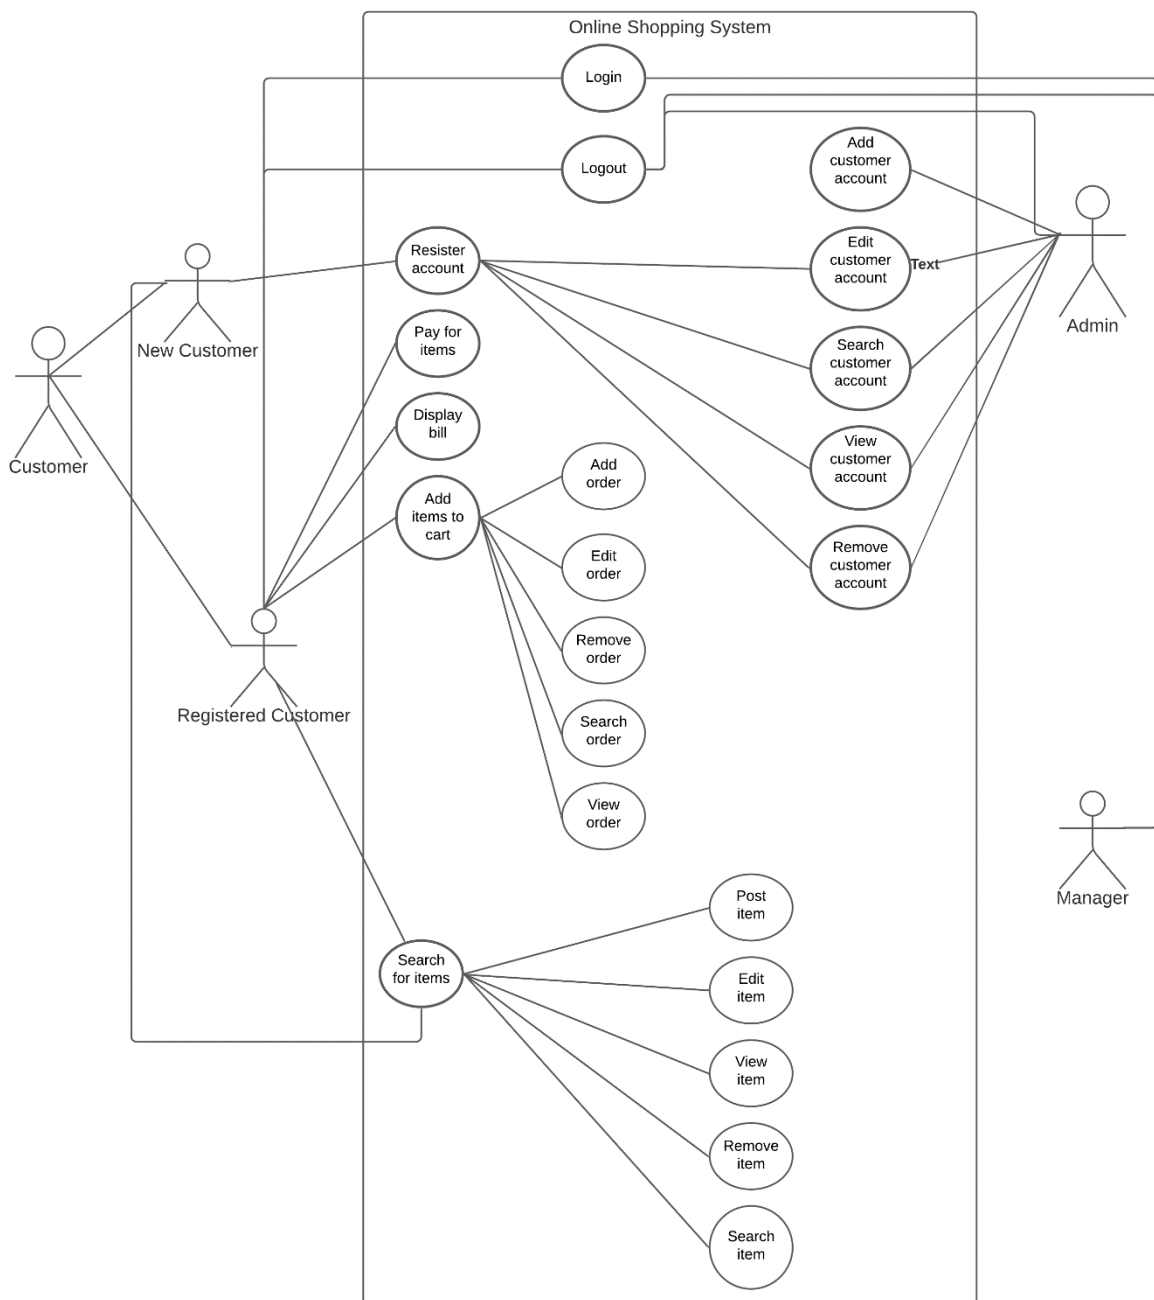 Online Shopping System
Login
Logout
Add
customer
account
Resister
account
Edit
customer
account
Text
Admin
New Customer
Pay for
items
Search
customer
account
Customer
Display
bill
View
customer
account
Add
order
Add
items to
cart
Edit
order
Remove
customer
account
Remove
order
Registered Customer
Search
order
View
order
Manager
Post
item
Search
for items
Edit
item
View
item
Remove
item
Search
item